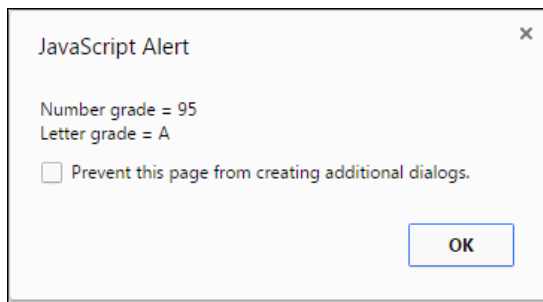 JavaScript Alert
Number grade = 95
Letter grade = A
Prevent this page from creating additional dialogs.
OK